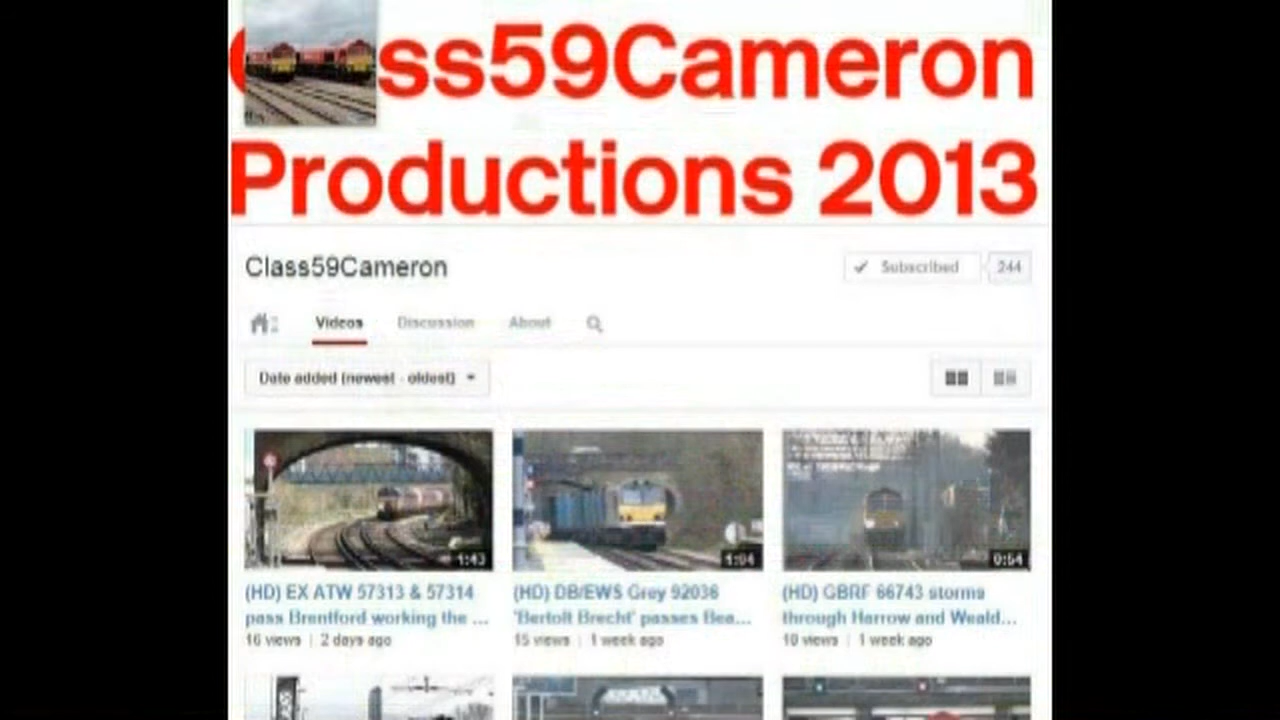 ss59Cameron
Productions 2013
Class59Cameron
Subscribed 244
Videos Discussion About
Date added (newest - oldest)
1:43 1:04 0:54
(HD) EX ATW 57313 & 57314
pass Brentford working the ...
16 views | 2 days ago
(HD) DB/EWS Grey 92036
'Bertolt Brecht' passes Bea...
15 views | 1 week ago
(HD) GBRF 66743 storms
through Harrow and Weald...
10 views | 1 week ago